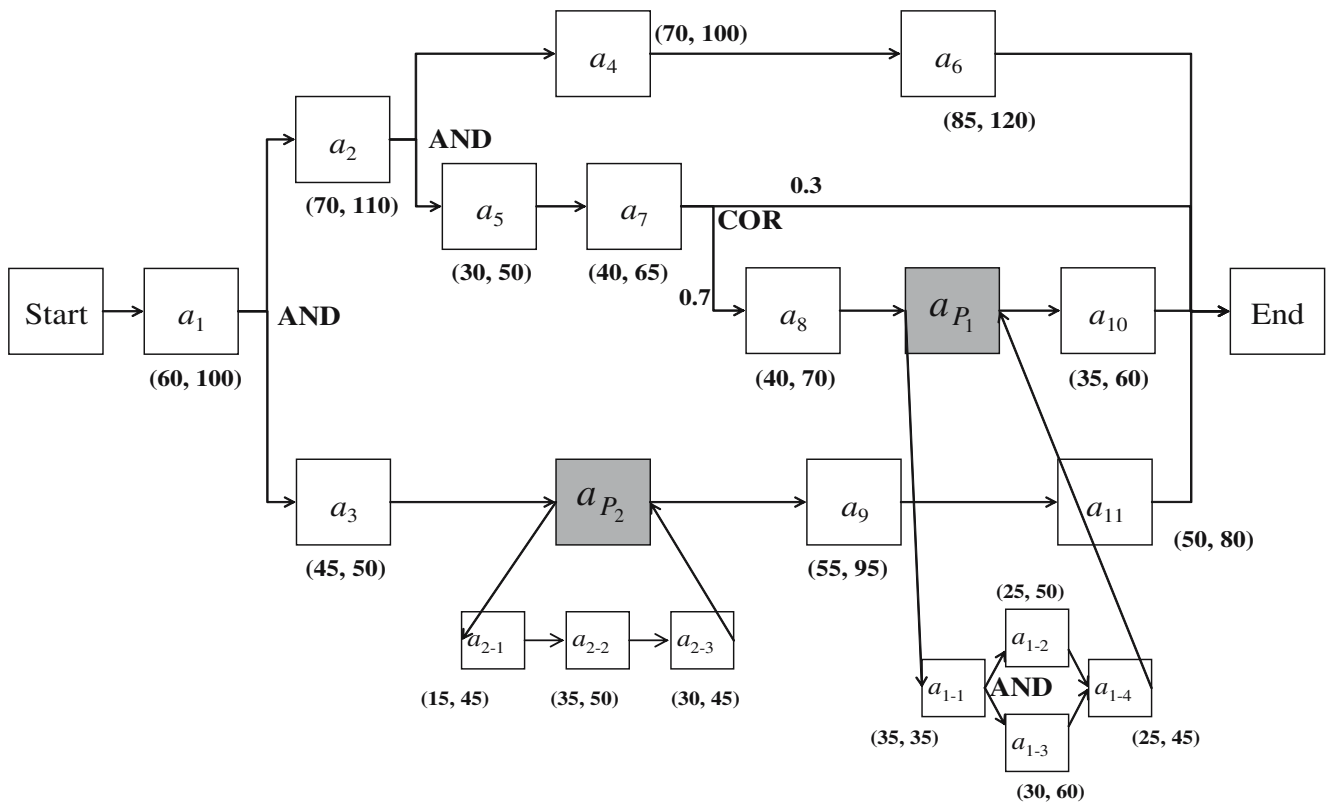 (70, 100)
a4
a6
(85, 120)
a2
AND
(70, 110)
0.3
a5
a7
COR
(30, 50)
(40, 65)
0.7
Start
a1
AND
a8
aP1
a10
End
(60, 100)
(40, 70)
(35, 60)
a3
aP2
a9
a11
(45, 50)
(55, 95)
(50, 80)
(25, 50)
a2-1
a2-2
a2-3
a1-2
(15, 45)
(35, 50)
(30, 45)
a1-1
AND
a1-4
(35, 35)
a1-3
(25, 45)
(30, 60)